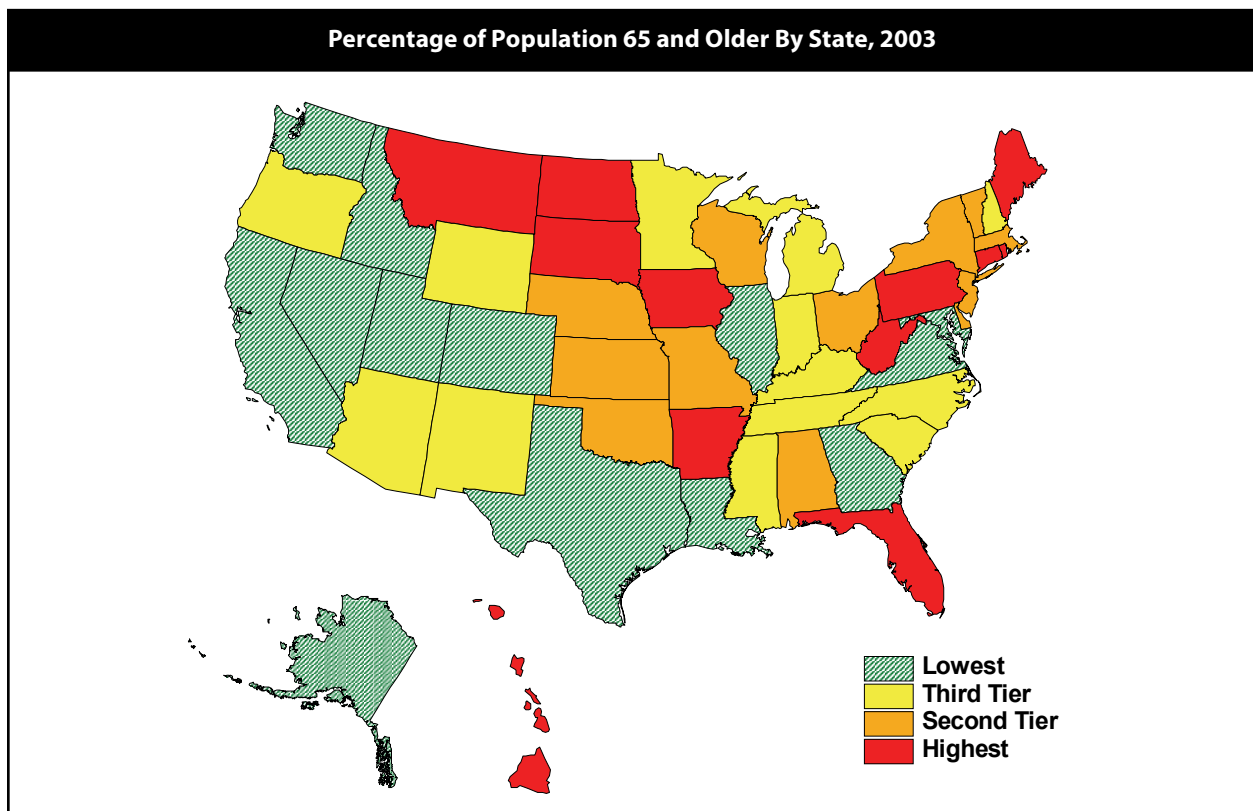 Percentage of Population 65 and Older By State, 2003
Lowest
Third Tier
Second Tier
Highest